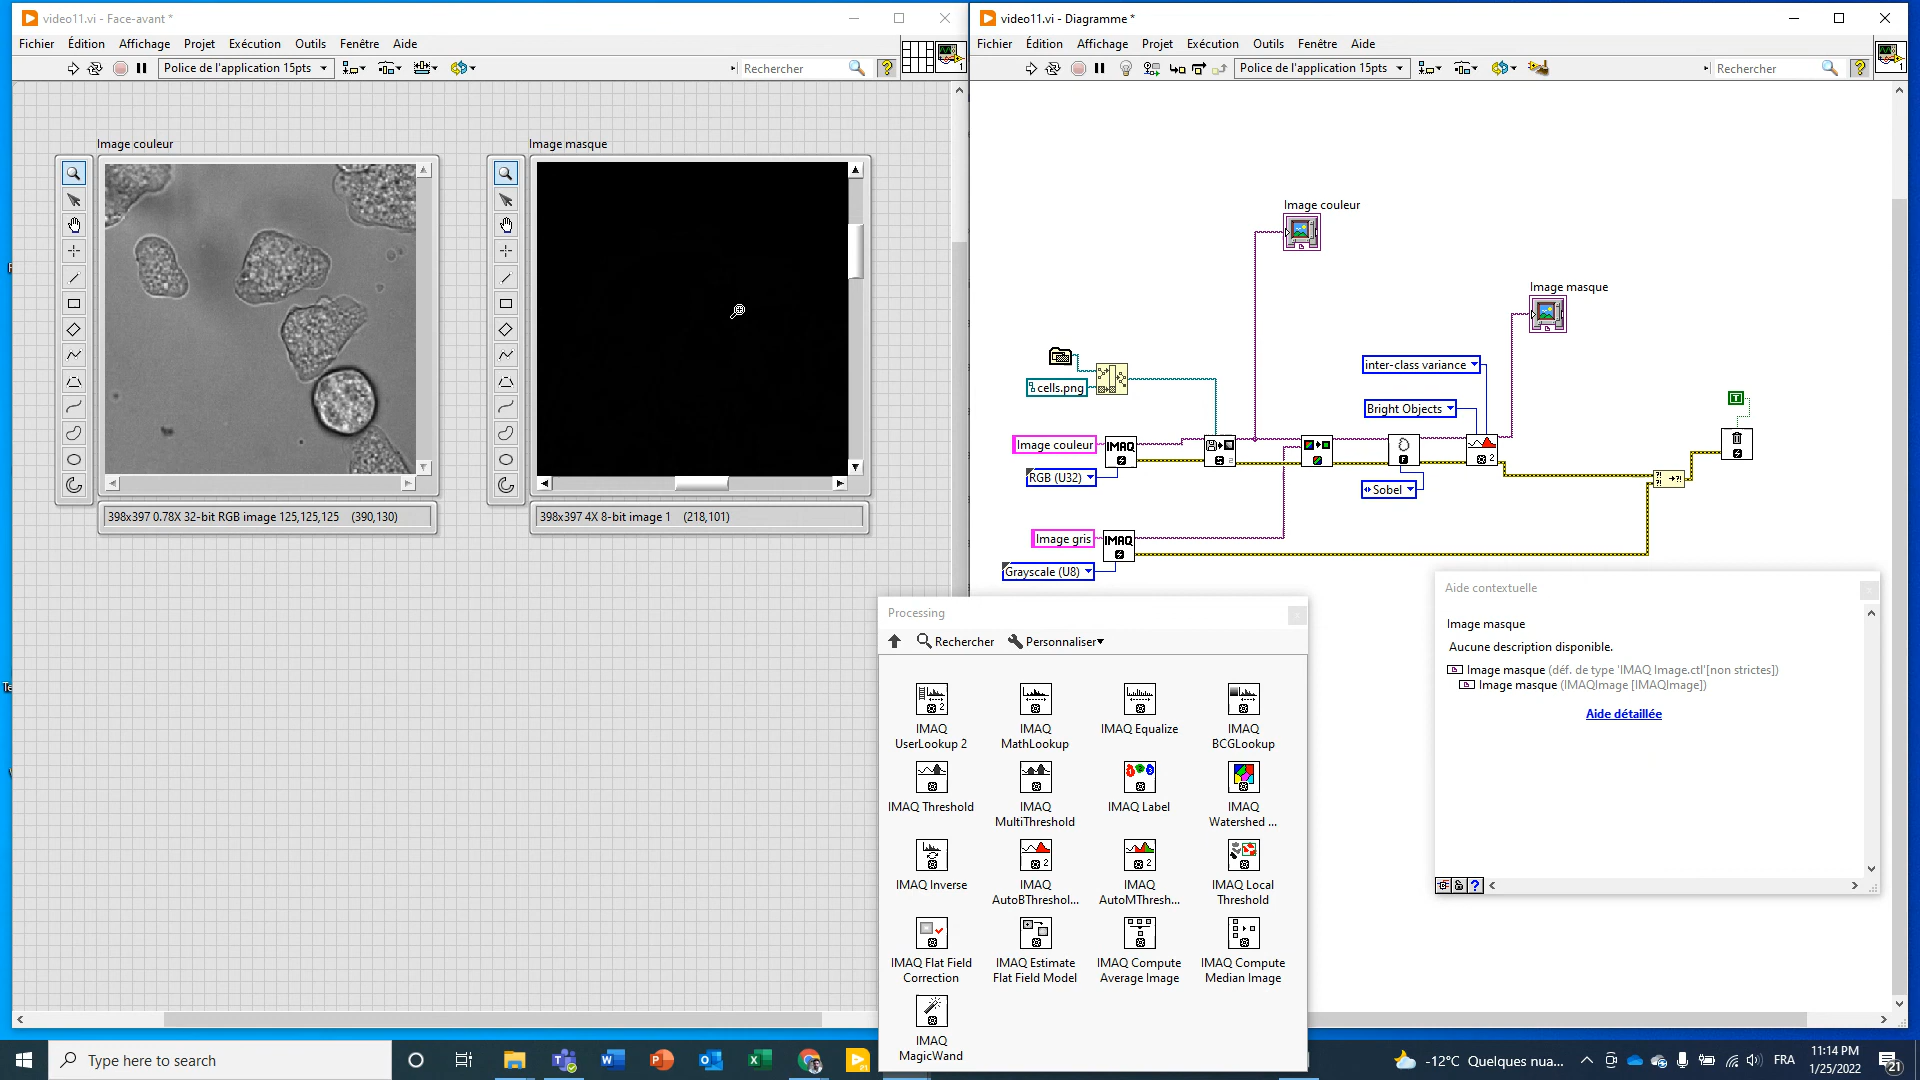 video11.vi - Face-avant *
Fichier Édition Affichage Projet Exécution Outils Fenêtre Aide
Police de l'application 15pts
Rechercher
Image couleur
Image masque
398x397 0.78X 32-bit RGB image 125,125,125 (390,130)
398x397 4X 8-bit image 1 (218,101)
video11.vi - Diagramme *
Fichier Édition Affichage Projet Exécution Outils Fenêtre Aide
Police de l'application 15pts
Rechercher
Image couleur
Image masque
inter-class variance
cells.png
Bright Objects
T
Image couleur
IMAQ
2
RGB (U32)
Sobel
Image gris
IMAQ
Grayscale (U8)
Processing
Rechercher Personnaliser
IMAQ UserLookup 2
IMAQ MathLookup
IMAQ Equalize
IMAQ BCGLookup
IMAQ Threshold
IMAQ MultiThreshold
IMAQ Label
IMAQ Watershed ...
IMAQ Inverse
IMAQ AutoBThreshol...
IMAQ AutoMThresh...
IMAQ Local Threshold
IMAQ Flat Field Correction
IMAQ Estimate Flat Field Model
IMAQ Compute Average Image
IMAQ Compute Median Image
IMAQ MagicWand
Aide contextuelle
Image masque
Aucune description disponible.
Image masque (déf. de type 'IMAQ Image.ctl'[non strictes])
Image masque (IMAQImage [IMAQImage])
Aide détaillée
Type here to search
-12°C Quelques nua...
FRA
11:14 PM
1/25/2022
21